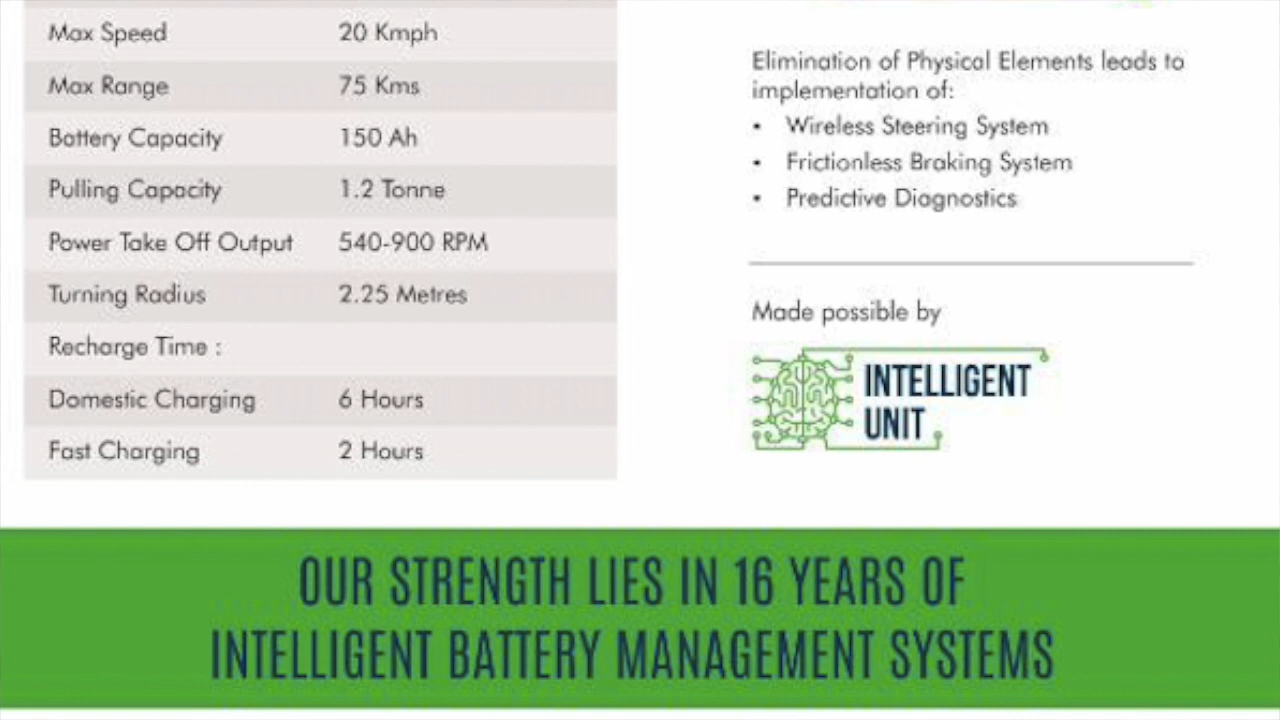 Max Speed 20 Kmph
Max Range 75 Kms
Battery Capacity 150 Ah
Pulling Capacity 1.2 Tonne
Power Take Off Output 540-900 RPM
Turning Radius 2.25 Metres
Recharge Time :
Domestic Charging 6 Hours
Fast Charging 2 Hours
Elimination of Physical Elements leads to
implementation of:
• Wireless Steering System
• Frictionless Braking System
• Predictive Diagnostics
Made possible by
INTELLIGENT
UNIT
OUR STRENGTH LIES IN 16 YEARS OF
INTELLIGENT BATTERY MANAGEMENT SYSTEMS